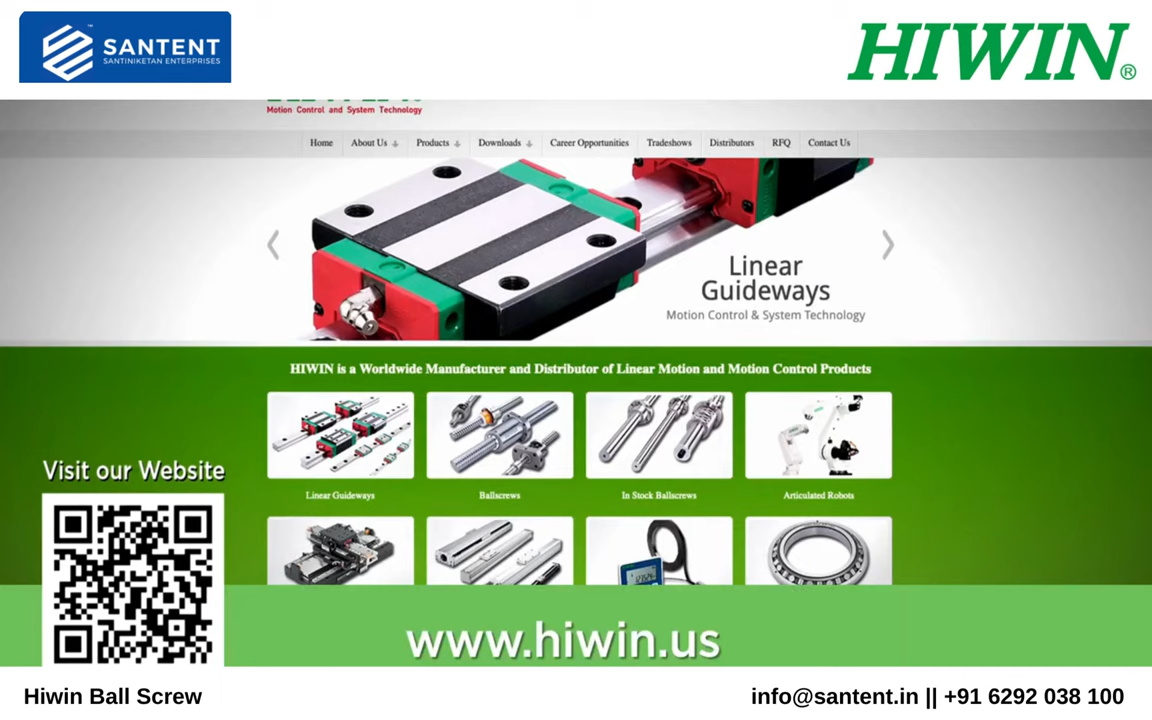 SANTENT
SANTINIKETAN ENTERPRISES
HIWIN®
Motion Control and System Technology
Home About Us Products Downloads Career Opportunities Tradeshows Distributors RFQ Contact Us
Linear
Guideways
Motion Control & System Technology
HIWIN is a Worldwide Manufacturer and Distributor of Linear Motion and Motion Control Products
Linear Guideways Ballscrews In Stock Ballscrews Articulated Robots
Visit our Website
www.hiwin.us
Hiwin Ball Screw
info@santent.in || +91 6292 038 100